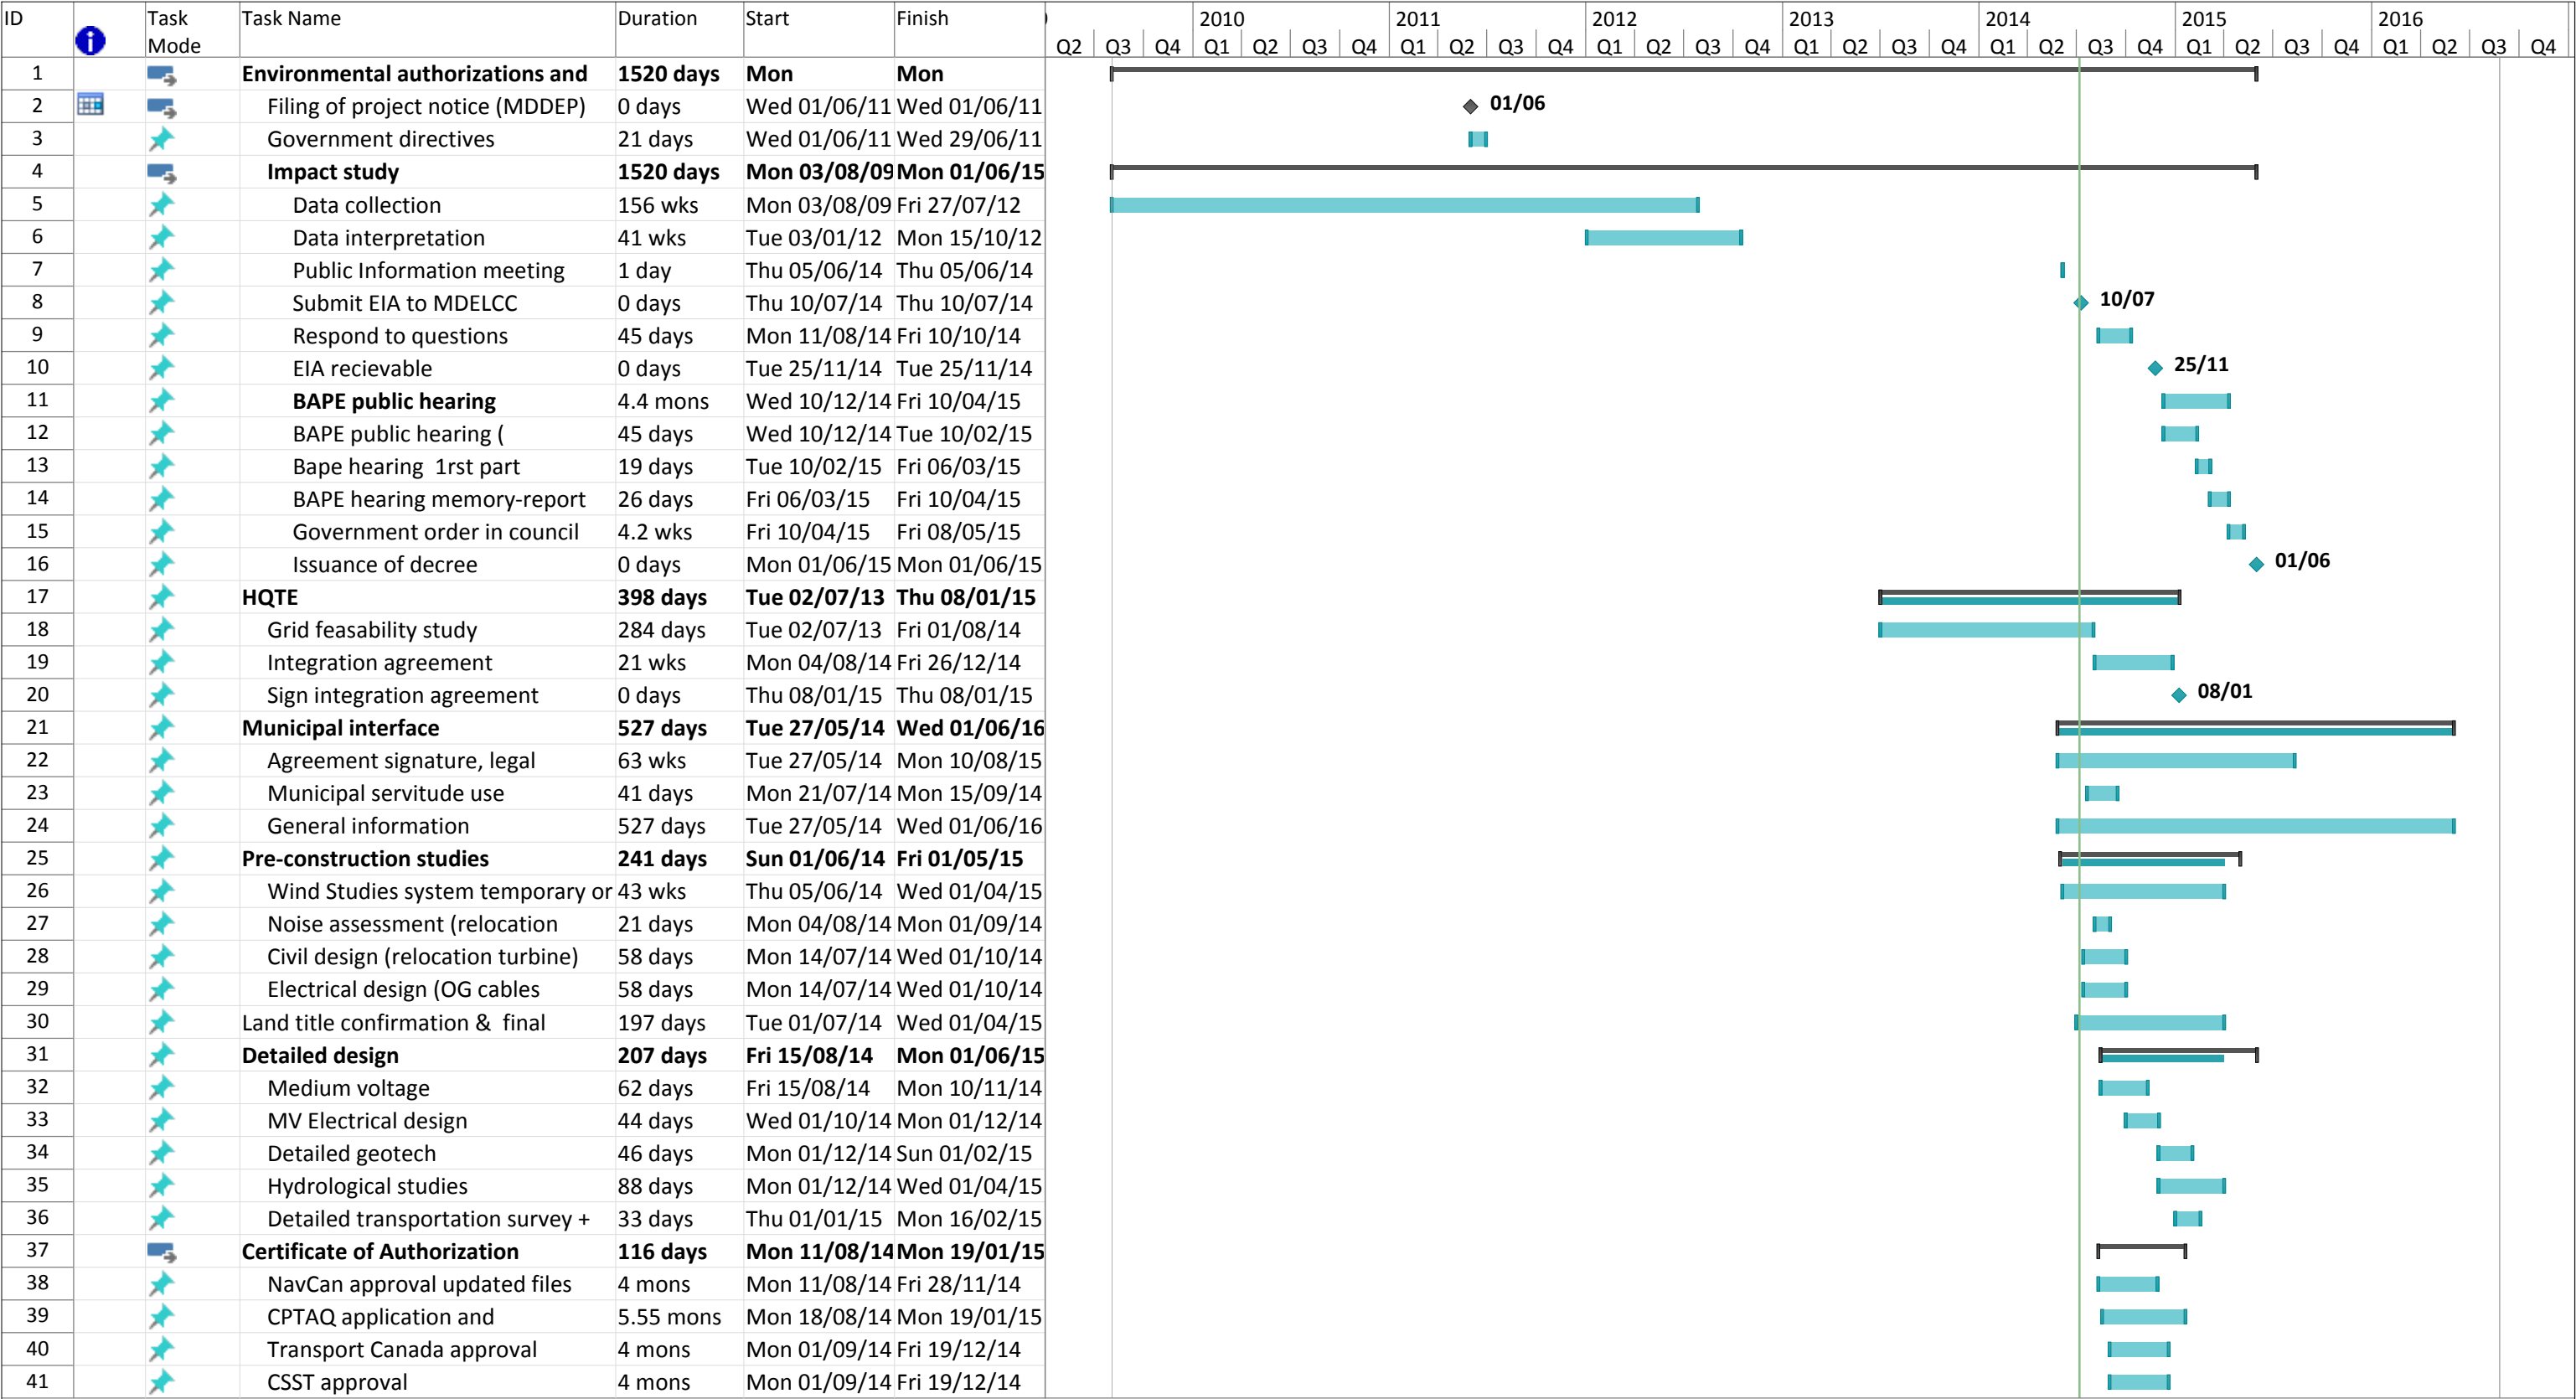 ID Task Mode Task Name Duration Start Finish 2010 2011 2012 2013 2014 2015 2016
Q2 Q3 Q4 Q1 Q2 Q3 Q4 Q1 Q2 Q3 Q4 Q1 Q2 Q3 Q4 Q1 Q2 Q3 Q4 Q1 Q2 Q3 Q4 Q1 Q2 Q3 Q4 Q1 Q2 Q3 Q4
1 Environmental authorizations and 1520 days Mon Mon
2 Filing of project notice (MDDEP) 0 days Wed 01/06/11 Wed 01/06/11 01/06
3 Government directives 21 days Wed 01/06/11 Wed 29/06/11
4 Impact study 1520 days Mon 03/08/09 Mon 01/06/15
5 Data collection 156 wks Mon 03/08/09 Fri 27/07/12
6 Data interpretation 41 wks Tue 03/01/12 Mon 15/10/12
7 Public Information meeting 1 day Thu 05/06/14 Thu 05/06/14
8 Submit EIA to MDELCC 0 days Thu 10/07/14 Thu 10/07/14 10/07
9 Respond to questions 45 days Mon 11/08/14 Fri 10/10/14
10 EIA recievable 0 days Tue 25/11/14 Tue 25/11/14 25/11
11 BAPE public hearing 4.4 mons Wed 10/12/14 Fri 10/04/15
12 BAPE public hearing ( 45 days Wed 10/12/14 Tue 10/02/15
13 Bape hearing 1rst part 19 days Tue 10/02/15 Fri 06/03/15
14 BAPE hearing memory-report 26 days Fri 06/03/15 Fri 10/04/15
15 Government order in council 4.2 wks Fri 10/04/15 Fri 08/05/15
16 Issuance of decree 0 days Mon 01/06/15 Mon 01/06/15 01/06
17 HQTE 398 days Tue 02/07/13 Thu 08/01/15
18 Grid feasability study 284 days Tue 02/07/13 Fri 01/08/14
19 Integration agreement 21 wks Mon 04/08/14 Fri 26/12/14
20 Sign integration agreement 0 days Thu 08/01/15 Thu 08/01/15 08/01
21 Municipal interface 527 days Tue 27/05/14 Wed 01/06/16
22 Agreement signature, legal 63 wks Tue 27/05/14 Mon 10/08/15
23 Municipal servitude use 41 days Mon 21/07/14 Mon 15/09/14
24 General information 527 days Tue 27/05/14 Wed 01/06/16
25 Pre-construction studies 241 days Sun 01/06/14 Fri 01/05/15
26 Wind Studies system temporary or 43 wks Thu 05/06/14 Wed 01/04/15
27 Noise assessment (relocation 21 days Mon 04/08/14 Mon 01/09/14
28 Civil design (relocation turbine) 58 days Mon 14/07/14 Wed 01/10/14
29 Electrical design (OG cables 58 days Mon 14/07/14 Wed 01/10/14
30 Land title confirmation & final 197 days Tue 01/07/14 Wed 01/04/15
31 Detailed design 207 days Fri 15/08/14 Mon 01/06/15
32 Medium voltage 62 days Fri 15/08/14 Mon 10/11/14
33 MV Electrical design 44 days Wed 01/10/14 Mon 01/12/14
34 Detailed geotech 46 days Mon 01/12/14 Sun 01/02/15
35 Hydrological studies 88 days Mon 01/12/14 Wed 01/04/15
36 Detailed transportation survey + 33 days Thu 01/01/15 Mon 16/02/15
37 Certificate of Authorization 116 days Mon 11/08/14 Mon 19/01/15
38 NavCan approval updated files 4 mons Mon 11/08/14 Fri 28/11/14
39 CPTAQ application and 5.55 mons Mon 18/08/14 Mon 19/01/15
40 Transport Canada approval 4 mons Mon 01/09/14 Fri 19/12/14
41 CSST approval 4 mons Mon 01/09/14 Fri 19/12/14